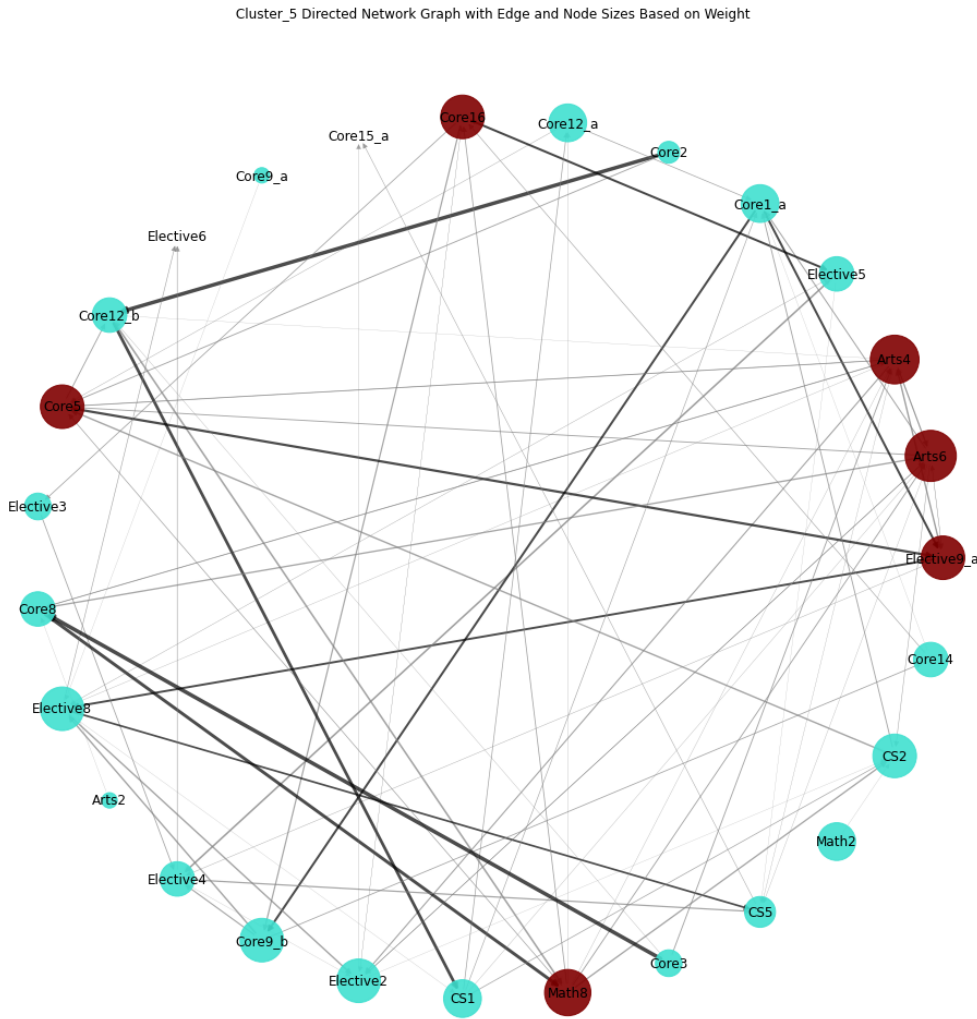 Cluster_5 Directed Network Graph with Edge and Node Sizes Based on Weight
Core16
Core12_a
Core15_a
Core2
Core9_a
Core1_a
Elective6
Elective5
Core12_b
Arts4
Core5
Arts6
Elective3
Elective9_a
Core8
Core14
Elective8
CS2
Arts2
Math2
Elective4
CS5
Core9_b
Core3
Elective2
Math8
CS1